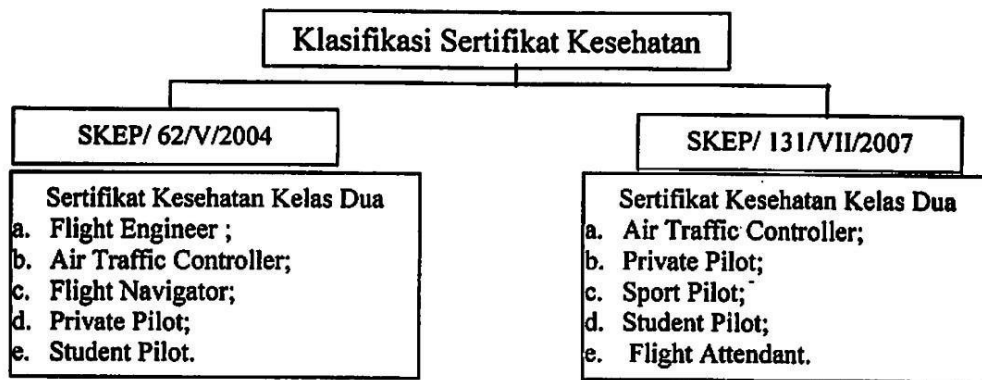 Klasifikasi Sertifikat Kesehatan
SKEP/ 62/V/2004
Sertifikat Kesehatan Kelas Dua
a. Flight Engineer ;
b. Air Traffic Controller;
c. Flight Navigator;
d. Private Pilot;
e. Student Pilot.
SKEP/ 131/VII/2007
Sertifikat Kesehatan Kelas Dua
a. Air Traffic Controller;
b. Private Pilot;
c. Sport Pilot;
d. Student Pilot;
e. Flight Attendant.